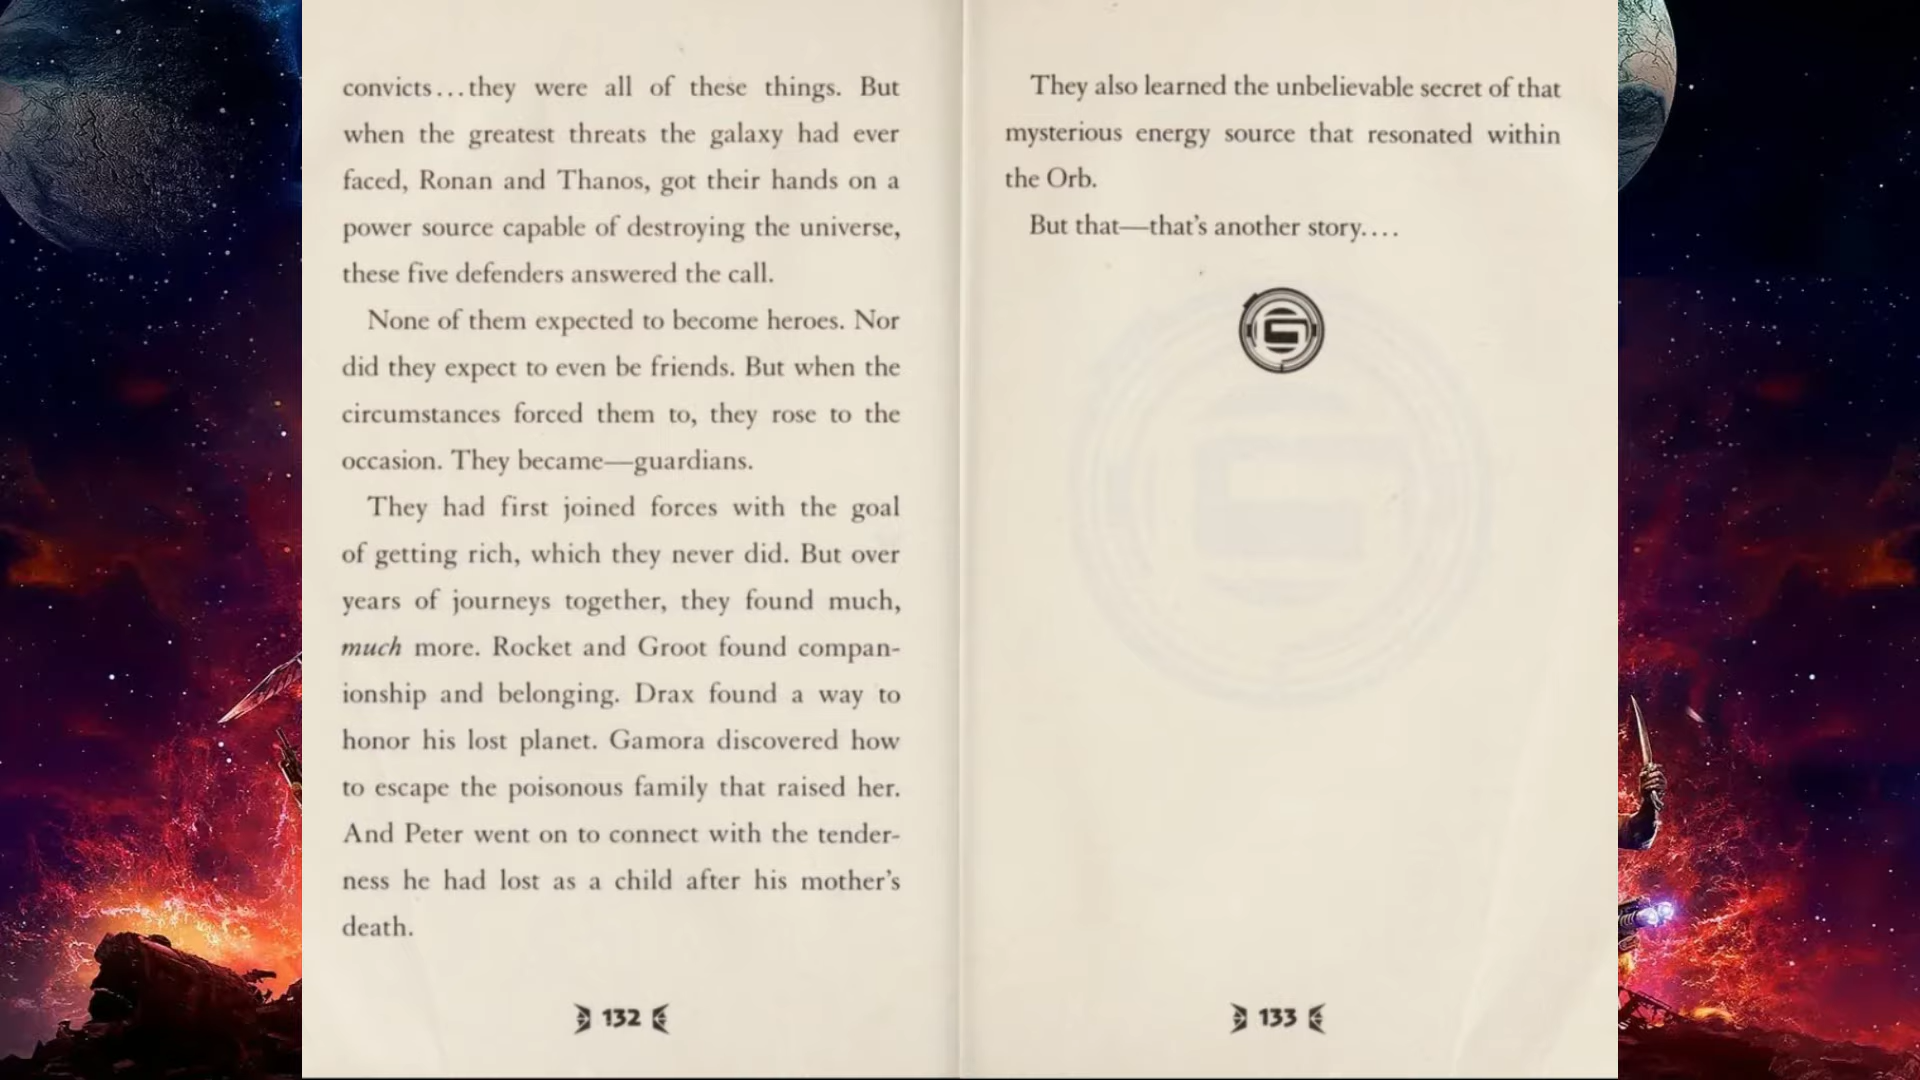 convicts...they were all of these things. But
when the greatest threats the galaxy had ever
faced, Ronan and Thanos, got their hands on a
power source capable of destroying the universe,
these five defenders answered the call.
None of them expected to become heroes. Nor
did they expect to even be friends. But when the
circumstances forced them to, they rose to the
occasion. They became—guardians.
They had first joined forces with the goal
of getting rich, which they never did. But over
years of journeys together, they found much,
much more. Rocket and Groot found compan-
ionship and belonging. Drax found a way to
honor his lost planet. Gamora discovered how
to escape the poisonous family that raised her.
And Peter went on to connect with the tender-
ness he had lost as a child after his mother's
death.
132
They also learned the unbelievable secret of that
mysterious energy source that resonated within
the Orb.
But that—that's another story....
133